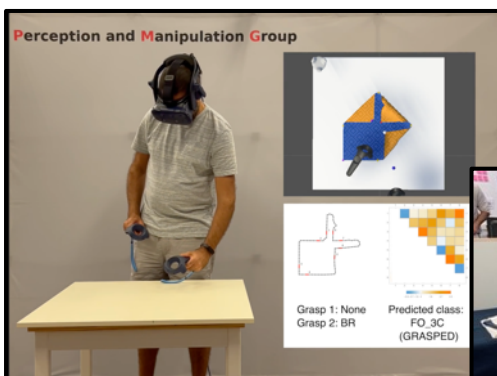 Perception and Manipulation Group
Grasp 1: None
Grasp 2: BR
Predicted class:
FO_3C
(GRASPED)